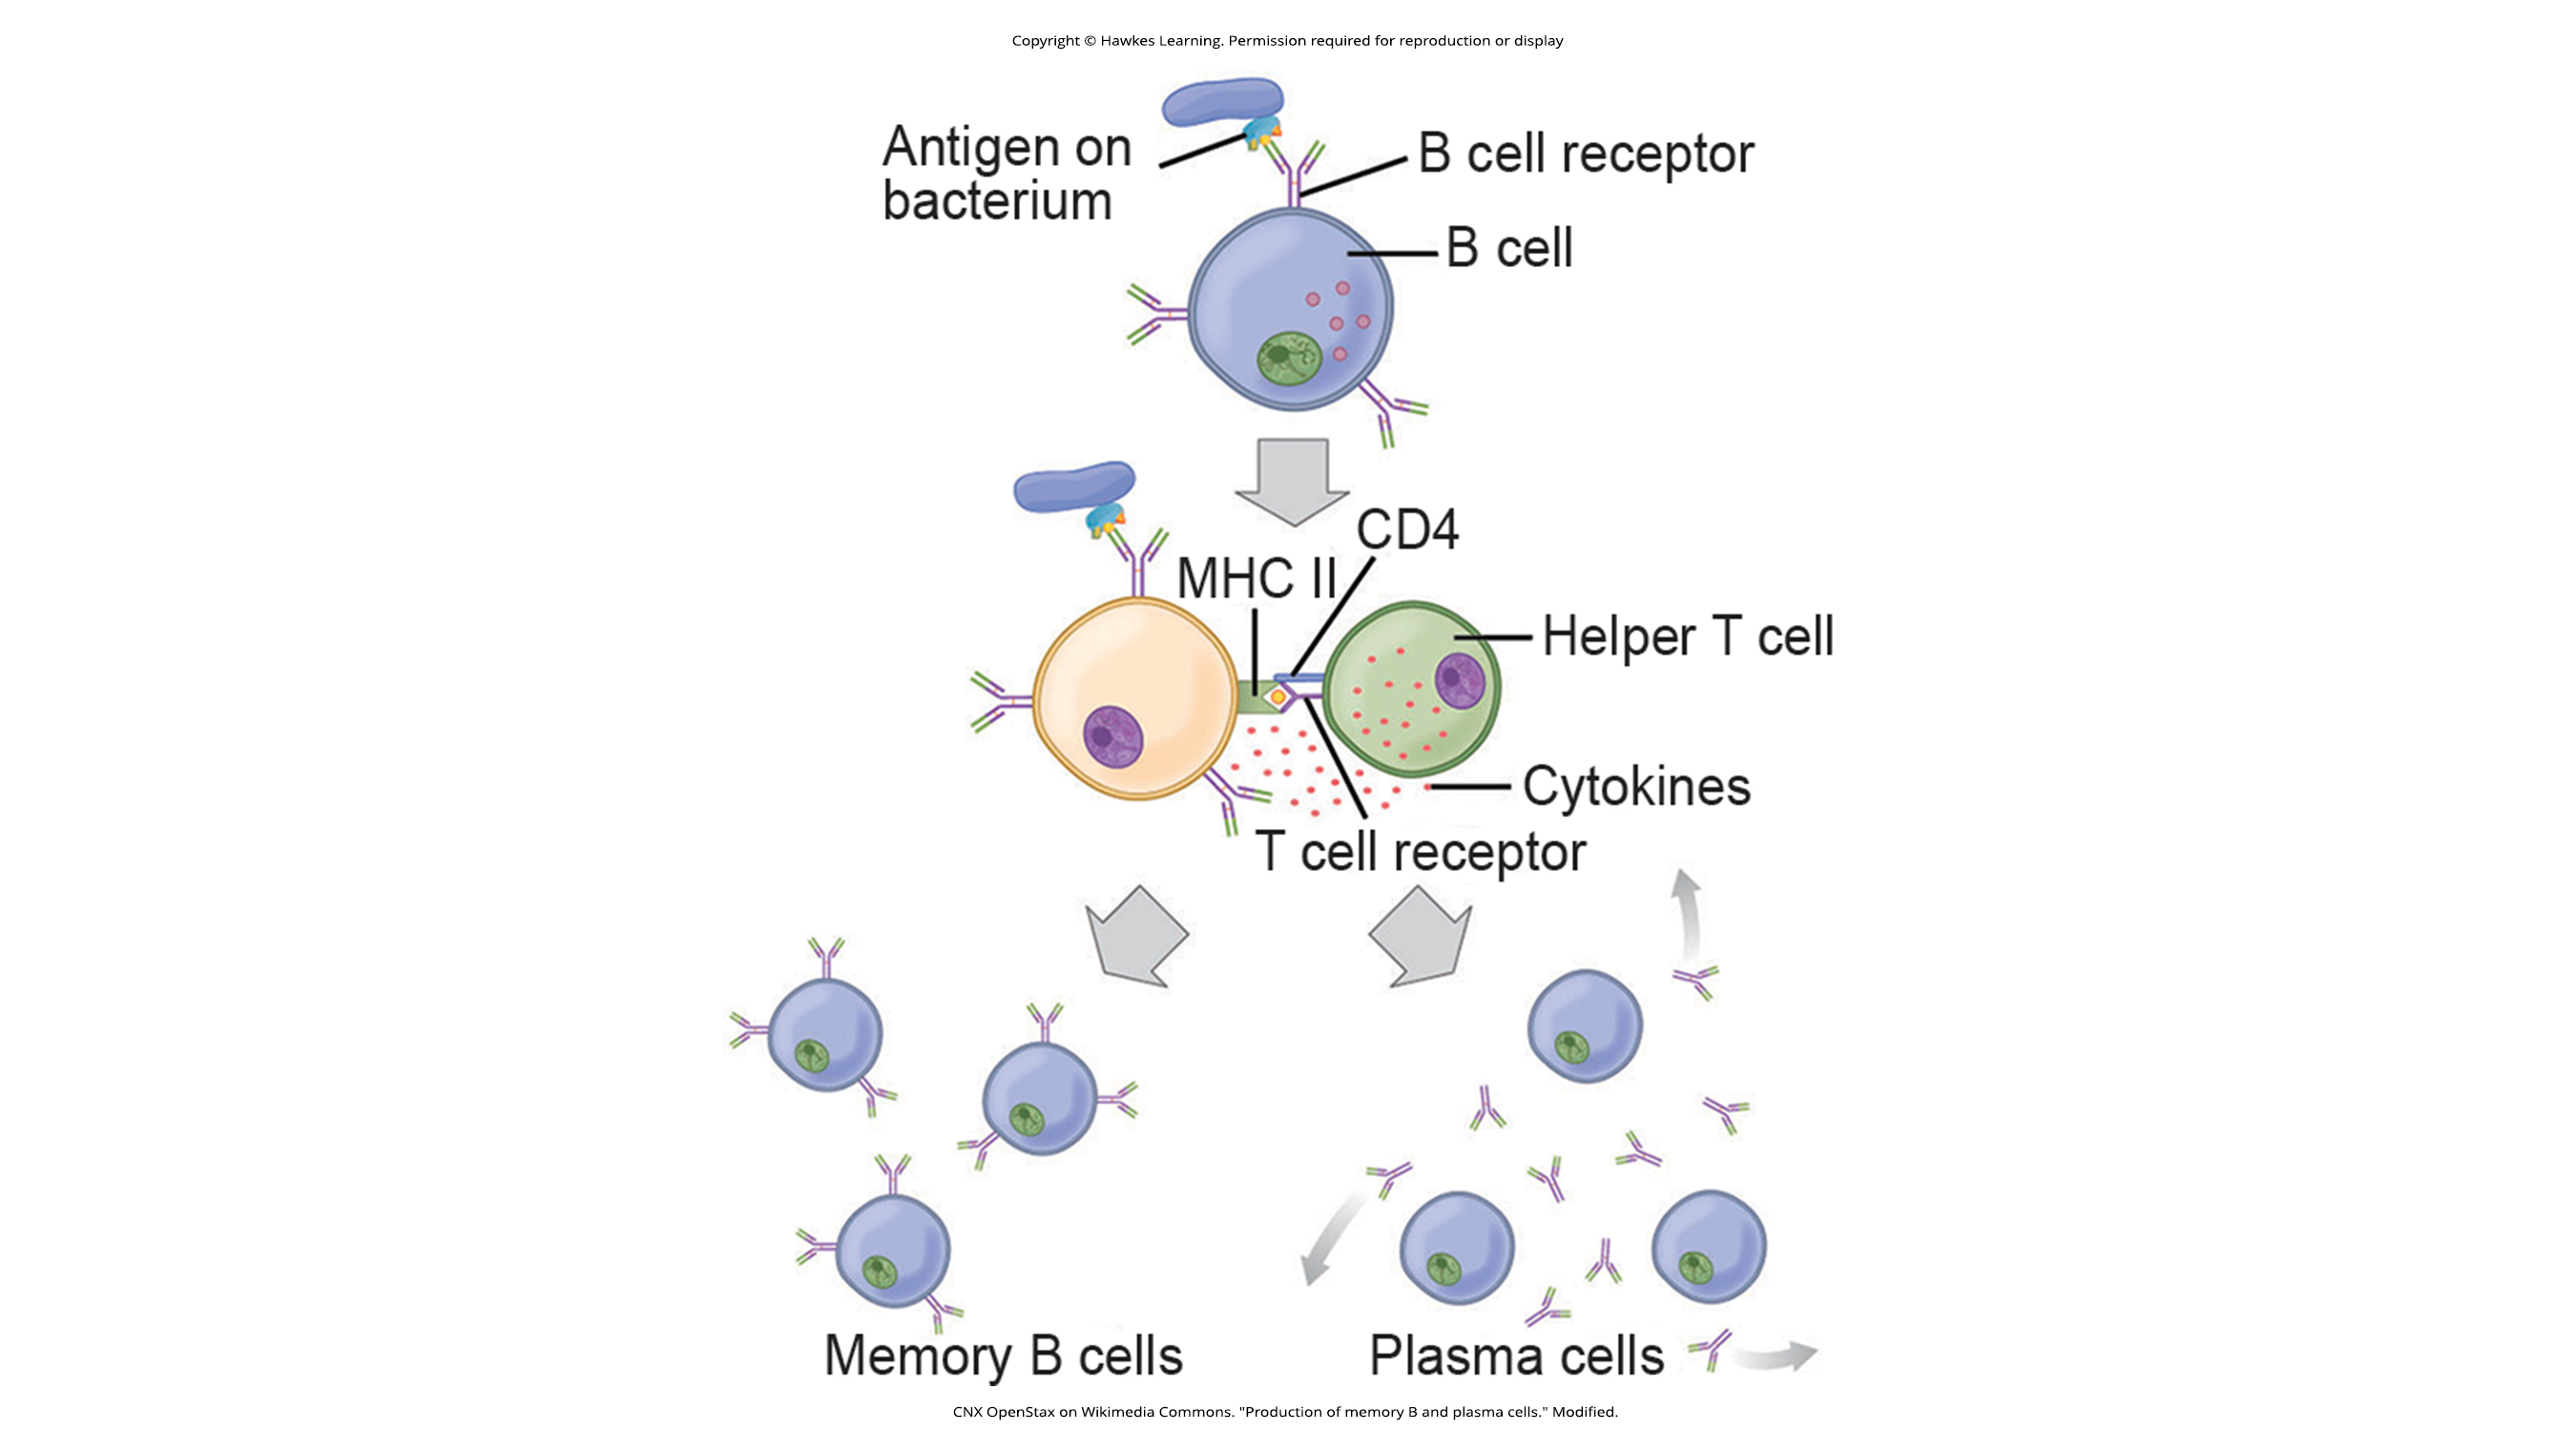 Copyright © Hawkes Learning. Permission required for reproduction or display
Antigen on
bacterium
B cell receptor
B cell
CD4
MHC II
Helper T cell
Cytokines
T cell receptor
Memory B cells
Plasma cells
CNX OpenStax on Wikimedia Commons. "Production of memory B and plasma cells." Modified.